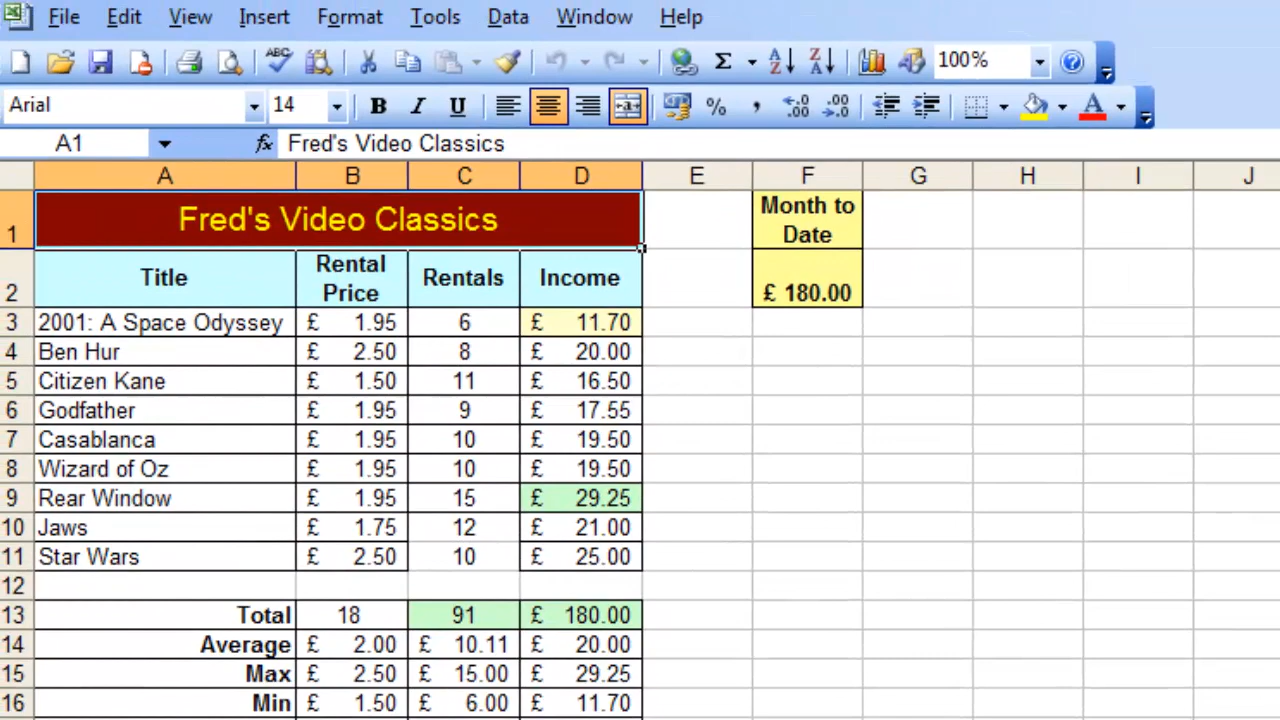 File Edit View Insert Format Tools Data Window Help
ABC Σ A Z Z A 100% ?
Arial 14 B I U a % , .00 .00 A
A1 fx Fred's Video Classics
A B C D E F G H I J
1 Fred's Video Classics Month to Date
2 Title Rental Price Rentals Income £ 180.00
3 2001: A Space Odyssey £ 1.95 6 £ 11.70
4 Ben Hur £ 2.50 8 £ 20.00
5 Citizen Kane £ 1.50 11 £ 16.50
6 Godfather £ 1.95 9 £ 17.55
7 Casablanca £ 1.95 10 £ 19.50
8 Wizard of Oz £ 1.95 10 £ 19.50
9 Rear Window £ 1.95 15 £ 29.25
10 Jaws £ 1.75 12 £ 21.00
11 Star Wars £ 2.50 10 £ 25.00
12
13 Total 18 91 £ 180.00
14 Average £ 2.00 £ 10.11 £ 20.00
15 Max £ 2.50 £ 15.00 £ 29.25
16 Min £ 1.50 £ 6.00 £ 11.70